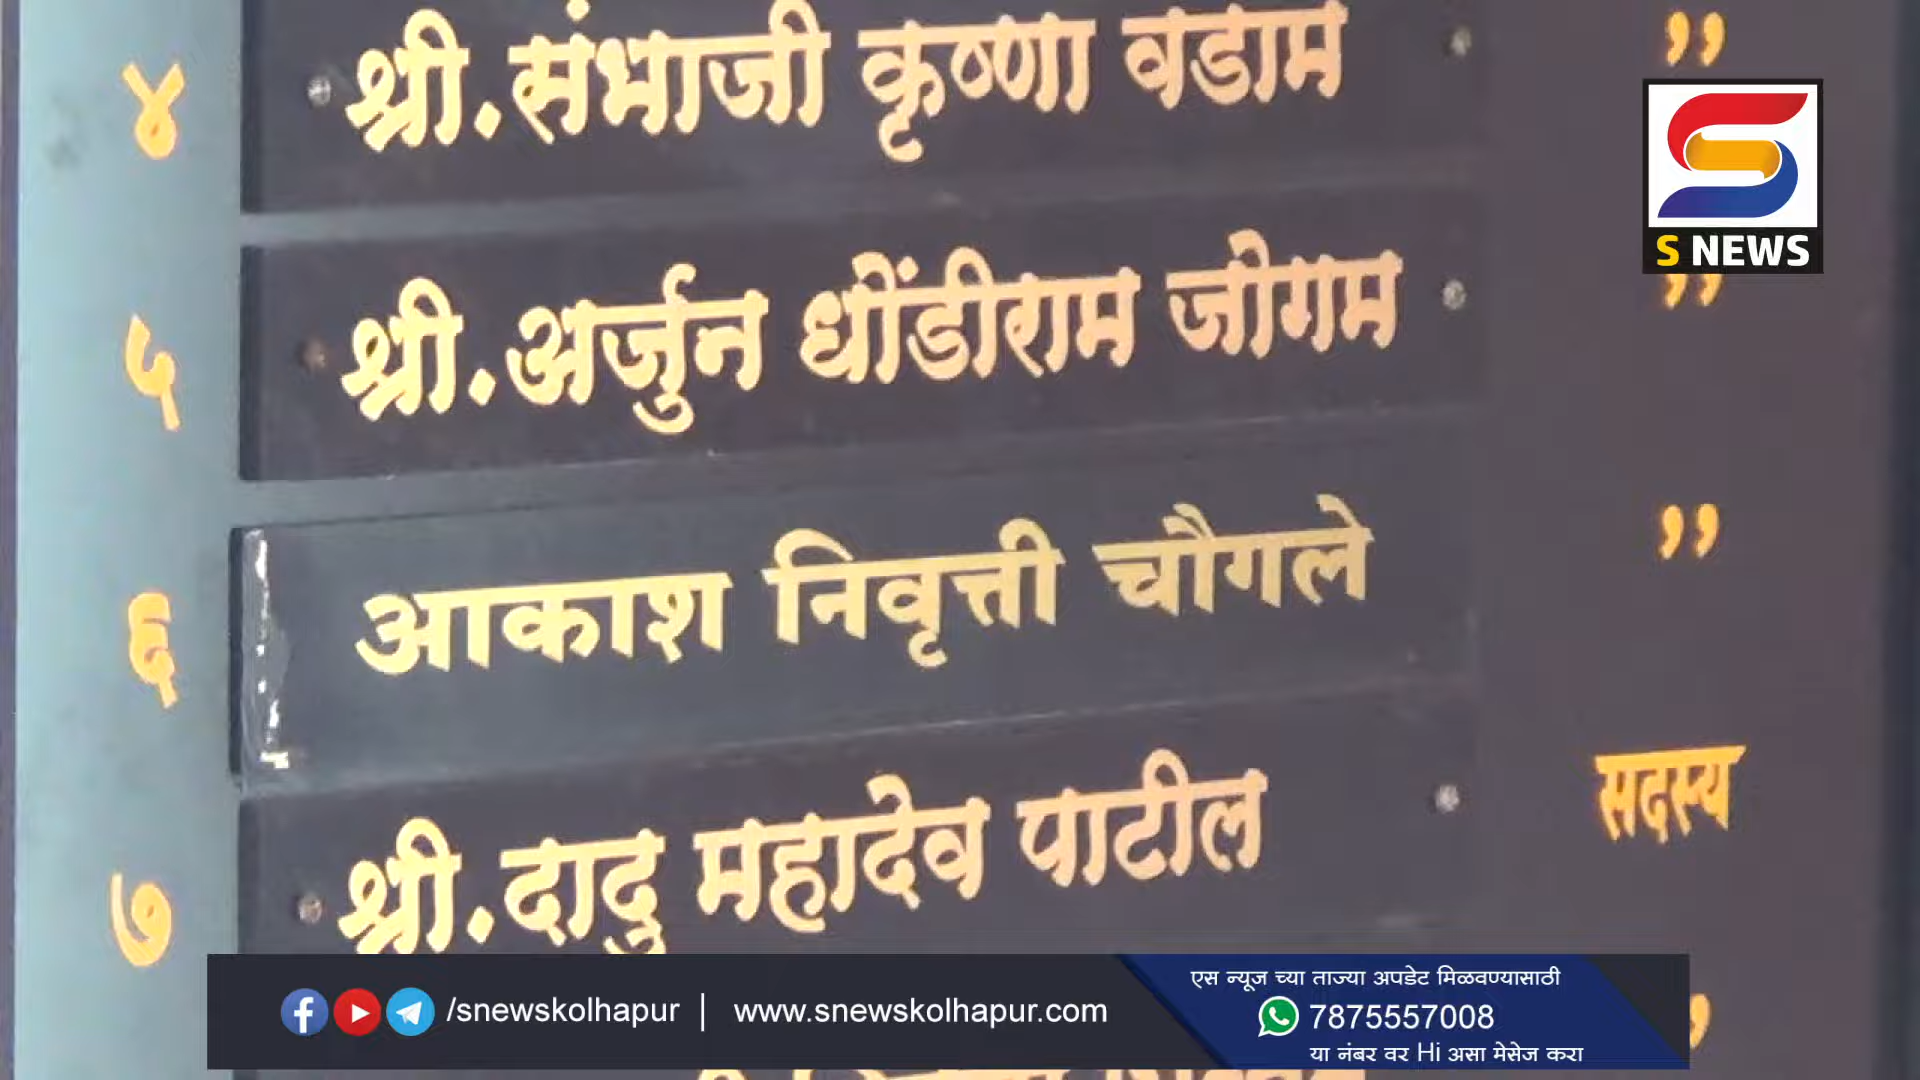 ४ श्री.संभाजी कृष्णा वडाम ”
S NEWS
५ श्री.अर्जुन धोंडीराम जोगम ”
६ आकाश निवृत्ती चौगले ”
७ श्री.दादु महादेव पाटील सदस्य
/snewskolhapur | www.snewskolhapur.com
एस न्यूज च्या ताज्या अपडेट मिळवण्यासाठी
7875557008
या नंबर वर Hi असा मेसेज करा